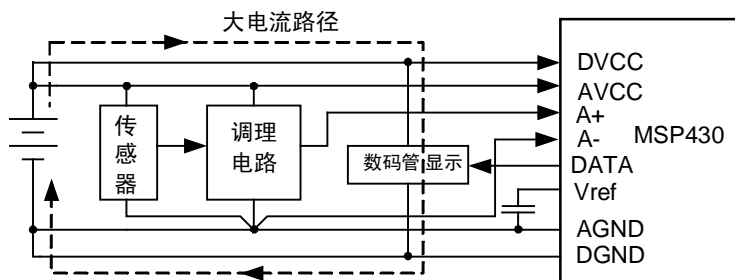 大电流路径
DVCC
AVCC
A+
A-
MSP430
传感器
调理电路
数码管显示
DATA
Vref
AGND
DGND